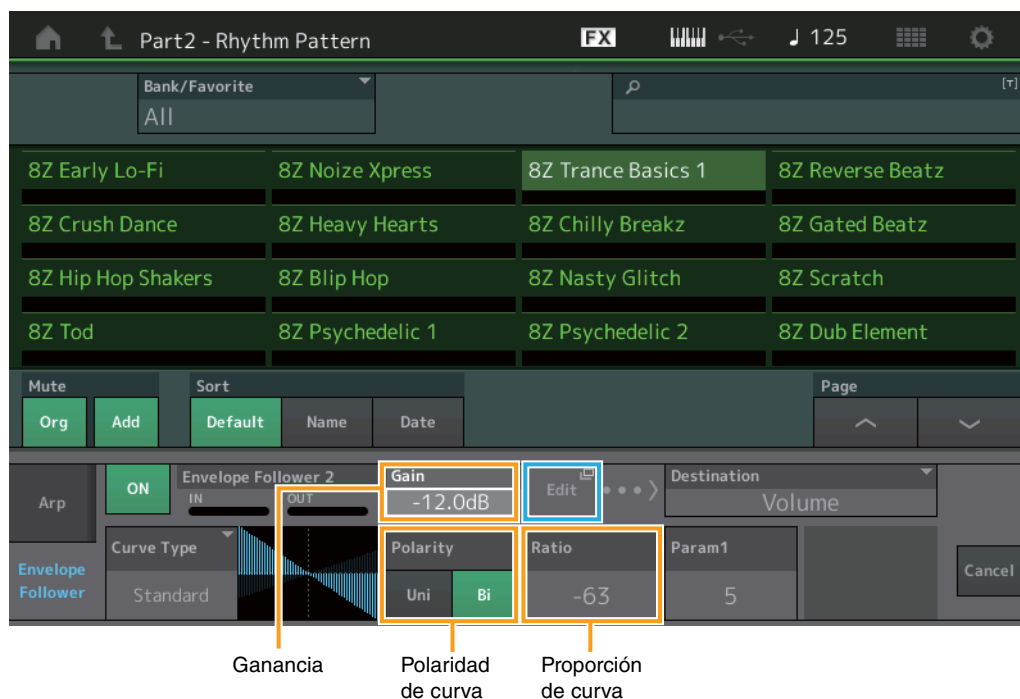 Part2 - Rhythm Pattern FX ♩ 125
Bank/Favorite
All
[T]
8Z Early Lo-Fi 8Z Noize Xpress 8Z Trance Basics 1 8Z Reverse Beatz
8Z Crush Dance 8Z Heavy Hearts 8Z Chilly Breakz 8Z Gated Beatz
8Z Hip Hop Shakers 8Z Blip Hop 8Z Nasty Glitch 8Z Scratch
8Z Tod 8Z Psychedelic 1 8Z Psychedelic 2 8Z Dub Element
Mute Sort Page
Org Add Default Name Date
Arp ON Envelope Follower 2 Gain Edit Destination
IN OUT -12.0dB Volume
Envelope Follower Curve Type Polarity Ratio Param1 Cancel
Standard Uni Bi -63 5
Ganancia Polaridad Proporción
de curva de curva